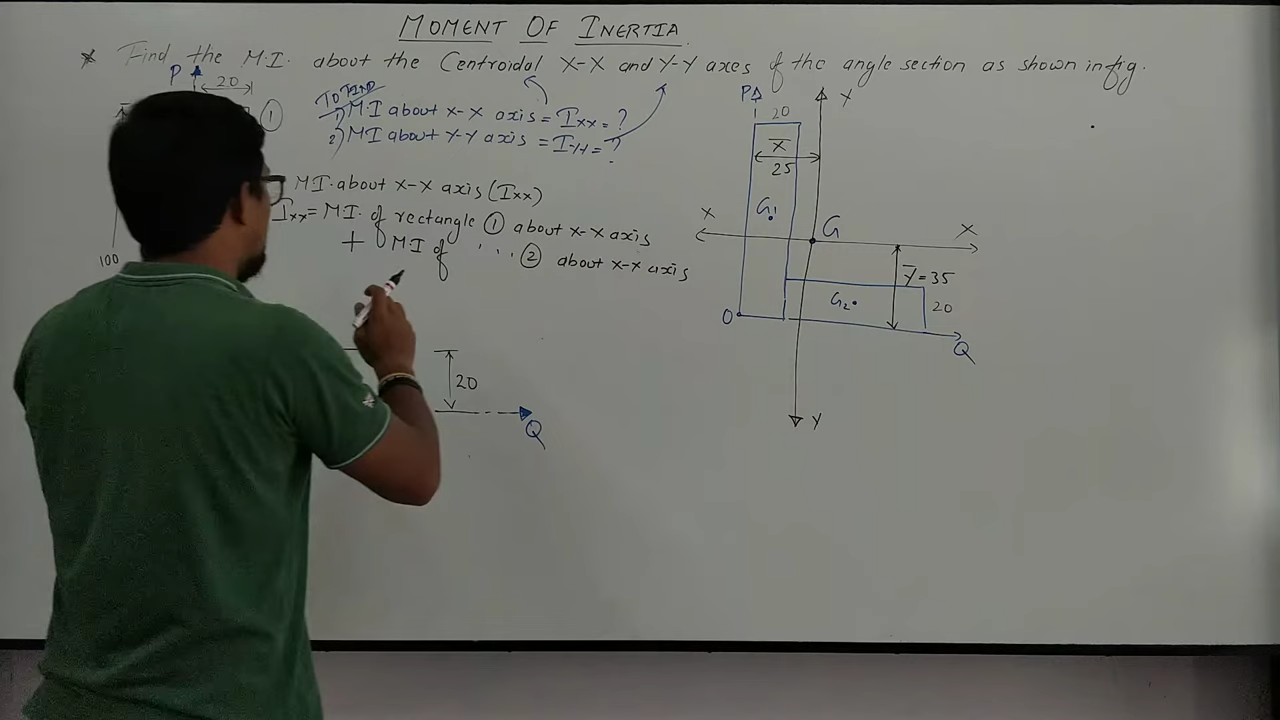 MOMENT OF INERTIA
* Find the M.I. about the Centroidal X-X and Y-Y axes of the angle section as shown in fig.
P 20
①
TO FIND
1) MI about X-X axis = Ixx = ?
2) MI about Y-Y axis = IYY = ?
MI. about X-X axis (Ixx)
Ixx = MI. of rectangle ① about X-X axis
+ MI of ' ' ' ② about X-X axis
100
20
Q
P
Y
20
X̄
25
G1
G
X
X
Ȳ = 35
G2
20
O
Q
Y